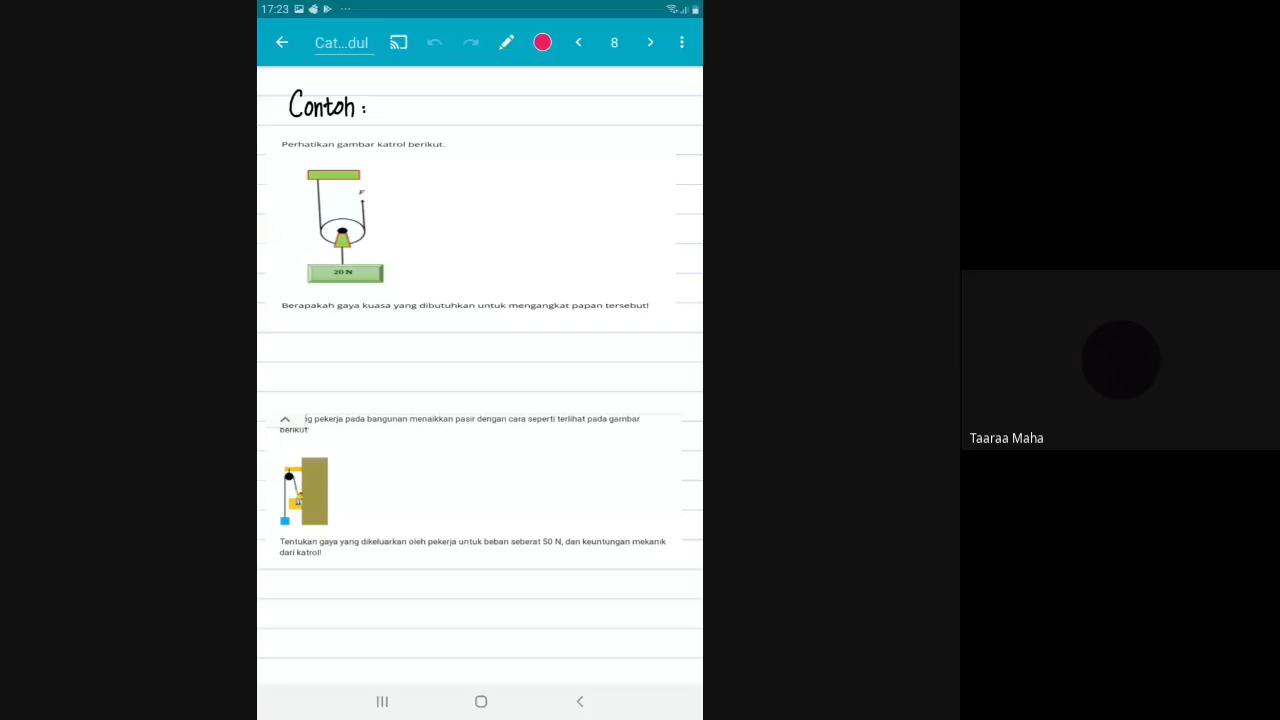 17:23
Cat...dul
8
Contoh :
Perhatikan gambar katrol berikut.
F
20 N
Berapakah gaya kuasa yang dibutuhkan untuk mengangkat papan tersebut!
pekerja pada bangunan menaikkan pasir dengan cara seperti terlihat pada gambar
berikut:
Tentukan gaya yang dikeluarkan oleh pekerja untuk beban seberat 50 N, dan keuntungan mekanik
dari katrol!
Taaraa Maha